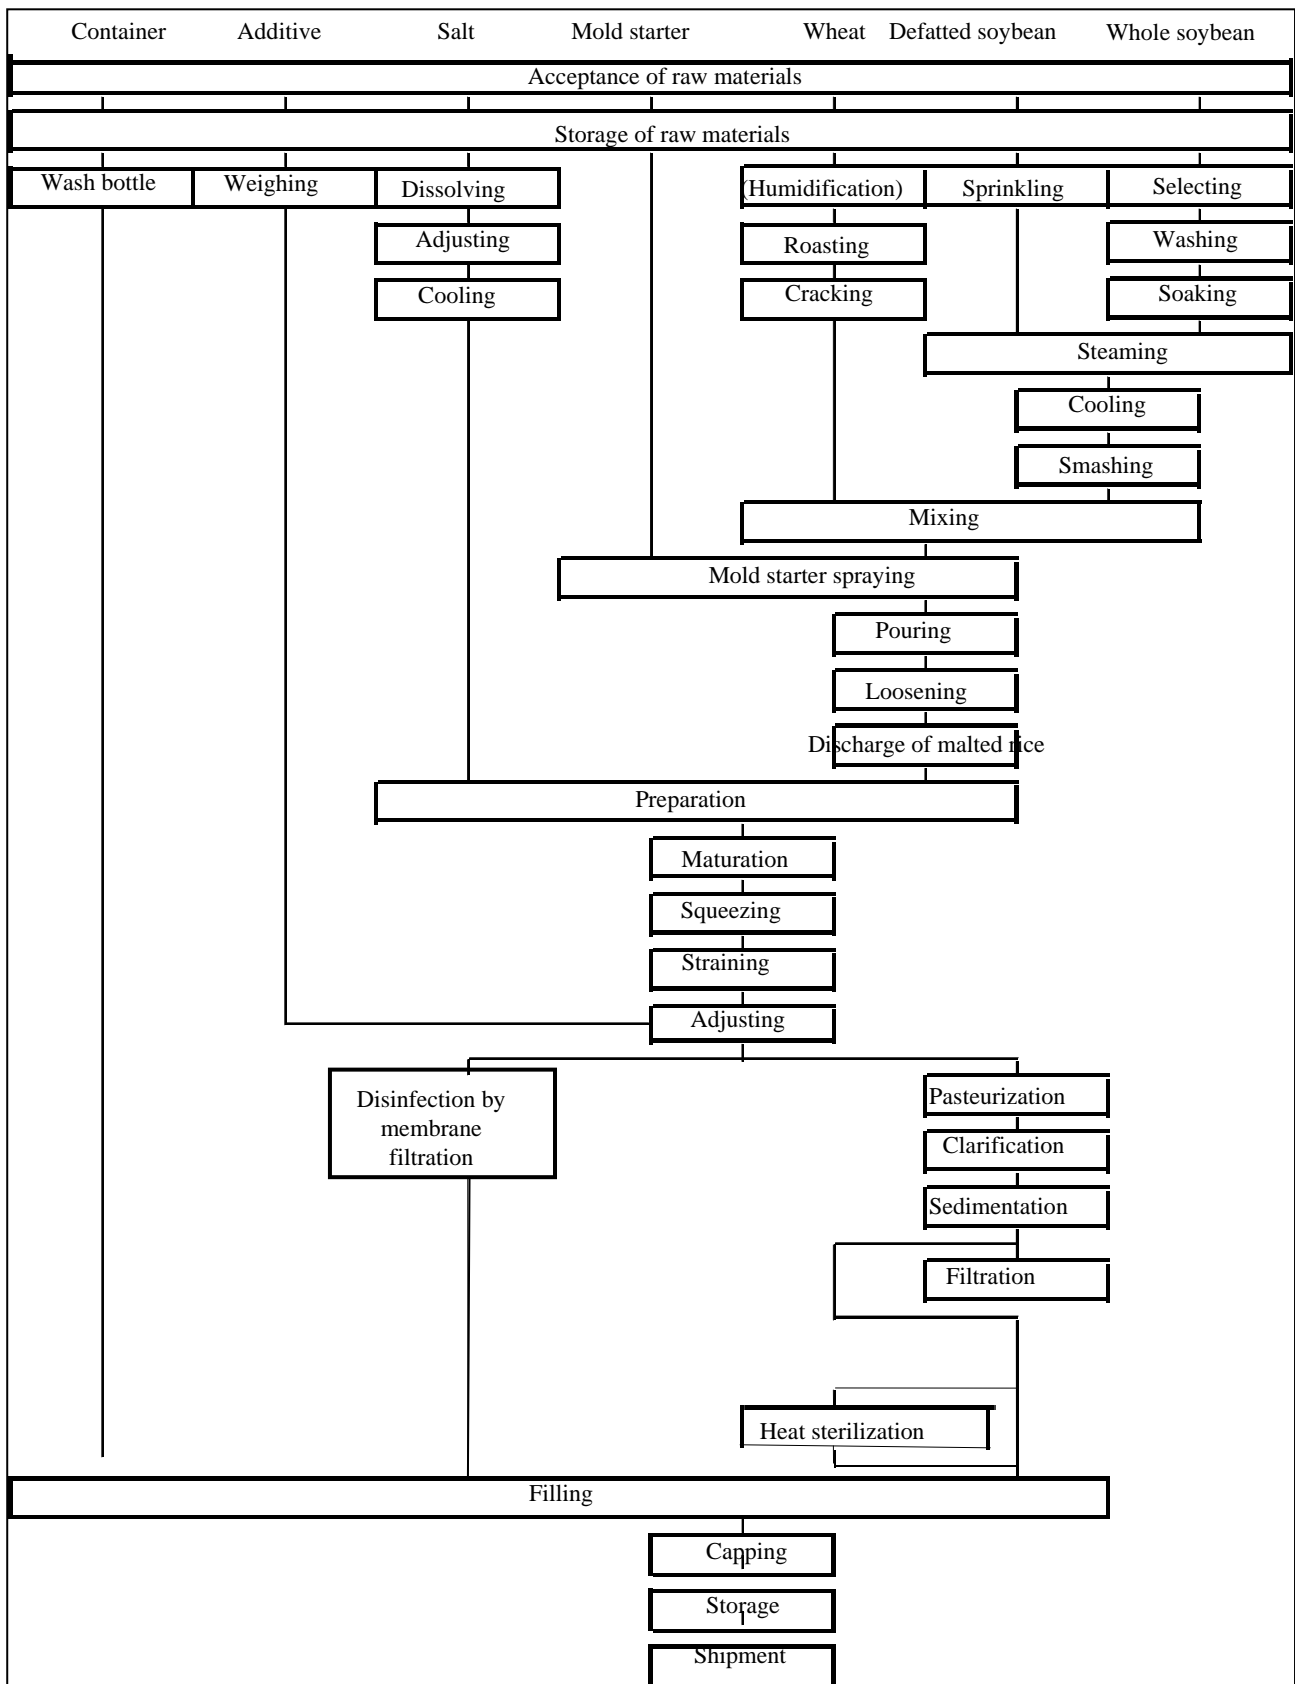 Container Additive Salt Mold starter Wheat Defatted soybean Whole soybean
Acceptance of raw materials
Storage of raw materials
Wash bottle Weighing Dissolving (Humidification) Sprinkling Selecting
Adjusting Roasting Washing
Cooling Cracking Soaking
Steaming
Cooling
Smashing
Mixing
Mold starter spraying
Pouring
Loosening
Discharge of malted rice
Preparation
Maturation
Squeezing
Straining
Adjusting
Disinfection by
membrane
filtration
Pasteurization
Clarification
Sedimentation
Filtration
Heat sterilization
Filling
Capping
Storage
Shipment